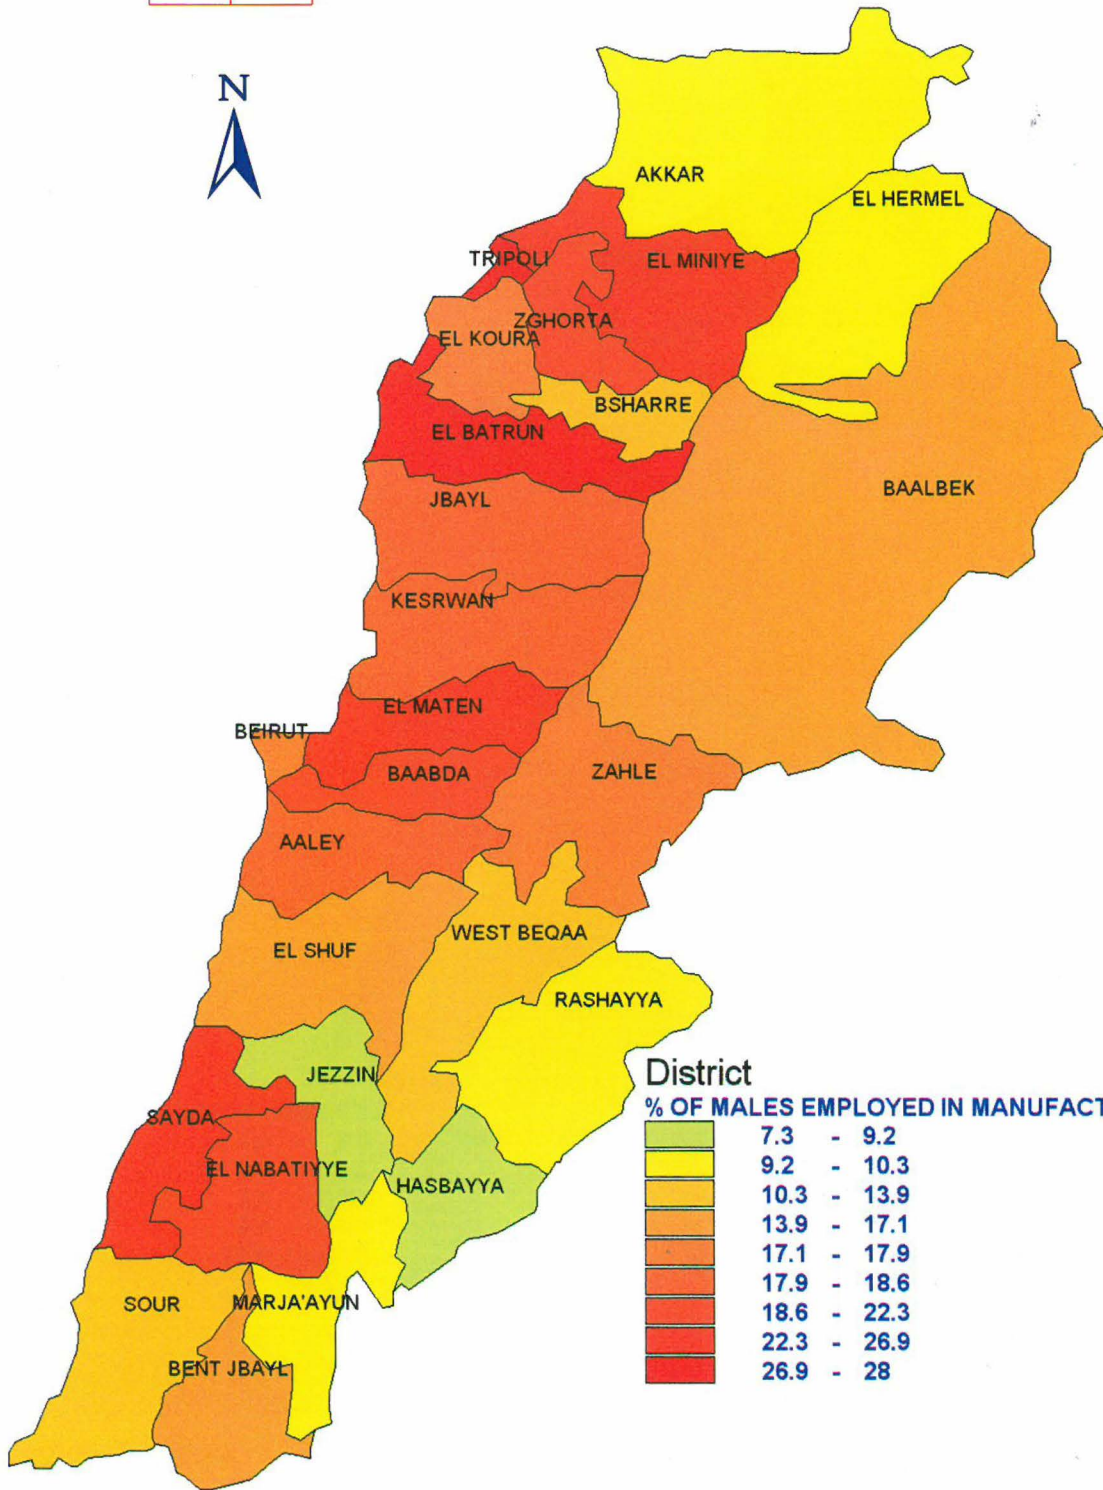 N
AKKAR
EL HERMEL
TRIPOLI
EL MINIYE
ZGHORTA
EL KOURA
BSHARRE
EL BATRUN
BAALBEK
JBAYL
KESRWAN
EL MATEN
BEIRUT
BAABDA
ZAHLE
AALEY
WEST BEQAA
EL SHUF
RASHAYYA
JEZZIN
SAYDA
EL NABATIYYE
HASBAYYA
SOUR
MARJA'AYUN
BENT JBAYL
District
% OF MALES EMPLOYED IN MANUFACT
7.3 - 9.2
9.2 - 10.3
10.3 - 13.9
13.9 - 17.1
17.1 - 17.9
17.9 - 18.6
18.6 - 22.3
22.3 - 26.9
26.9 - 28